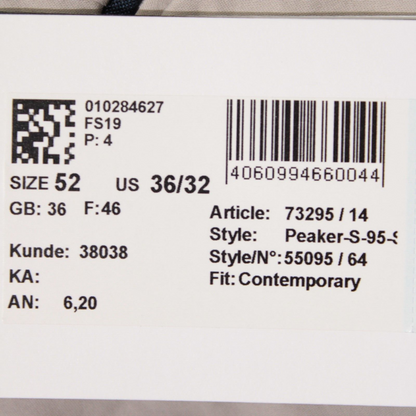 010284627
FS19
P: 4
4060994660044
SIZE 52 US 36/32
GB: 36 F:46
Article: 73295 / 14
Style: Peaker-S-95-
Style/N°: 55095 / 64
Fit: Contemporary
Kunde: 38038
KA:
AN: 6,20